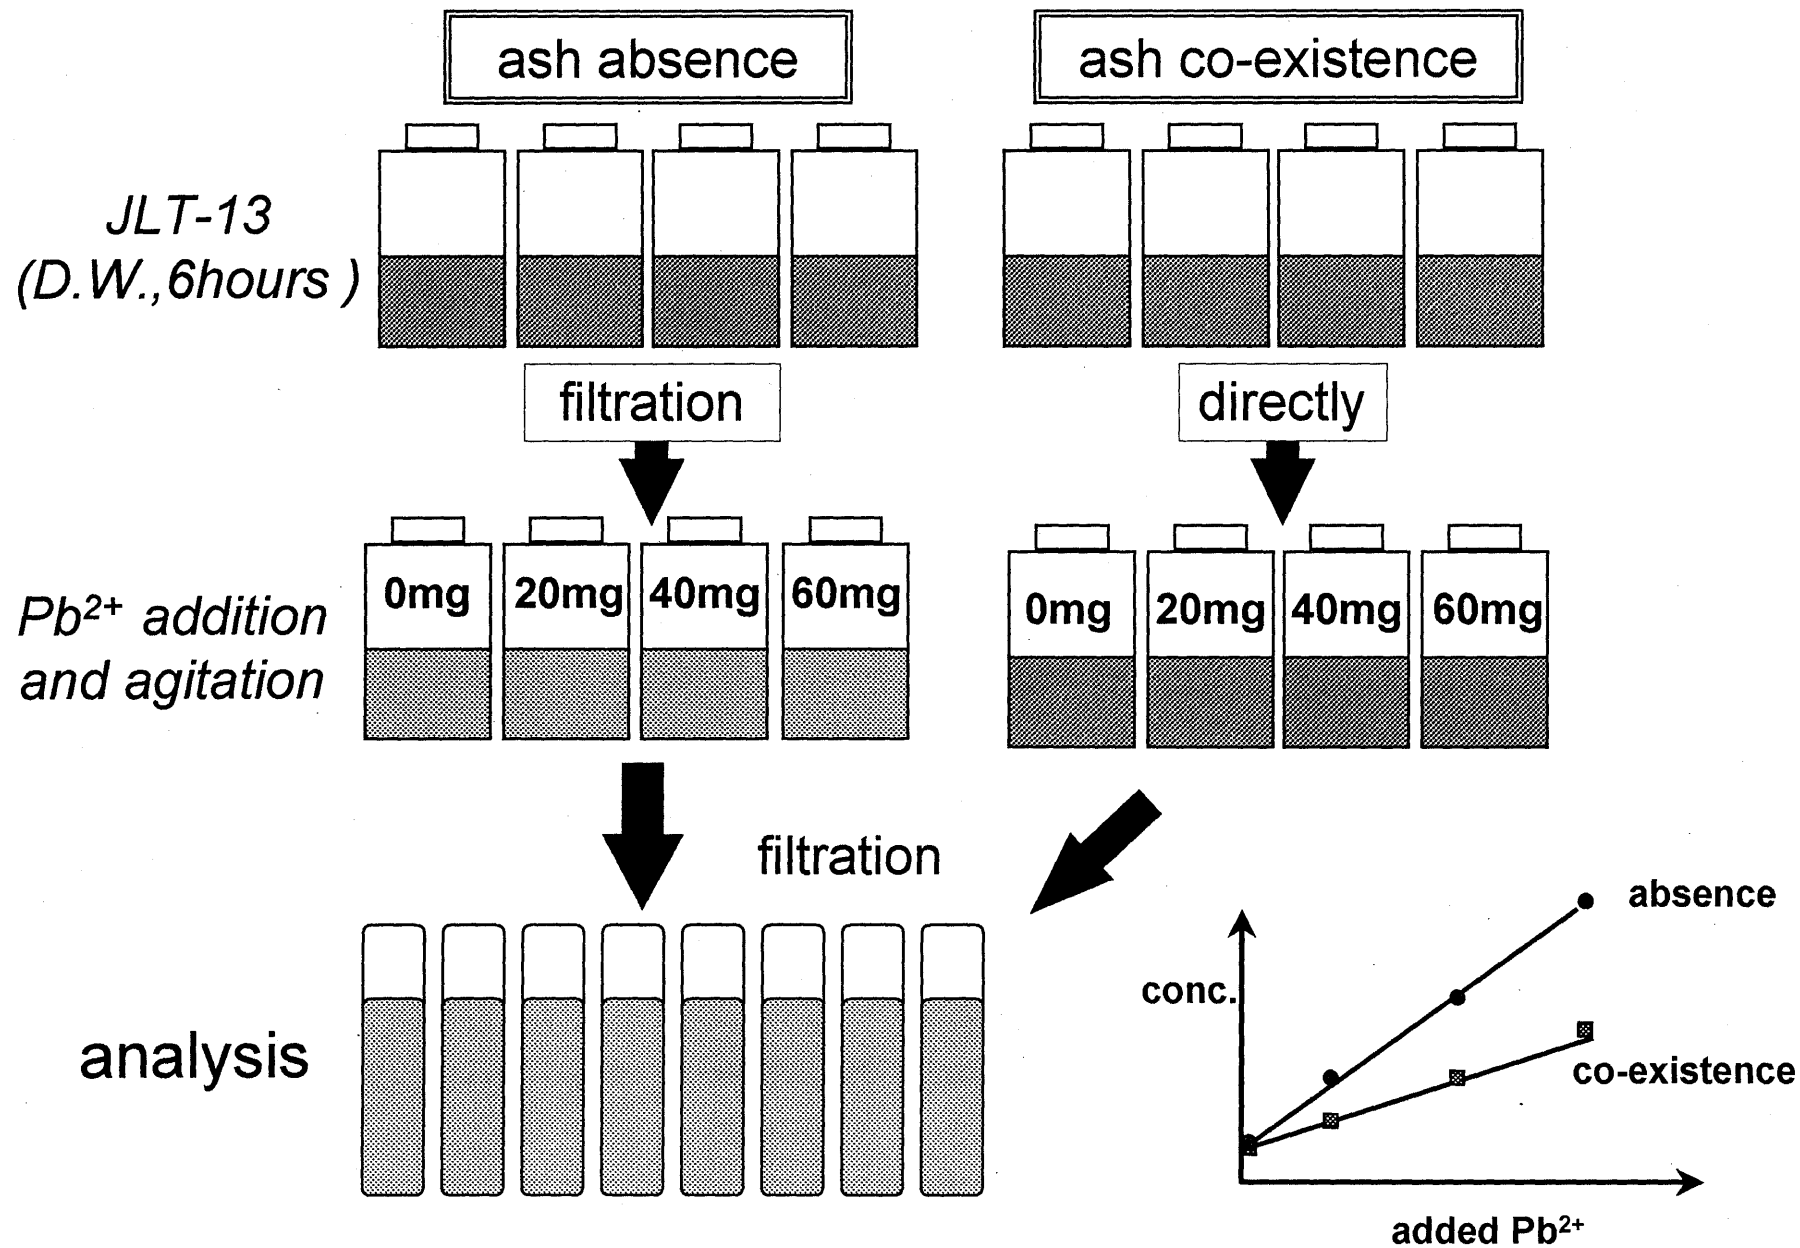 ash absence
ash co-existence
JLT-13
(D.W.,6hours )
filtration
directly
0mg 20mg 40mg 60mg
0mg 20mg 40mg 60mg
Pb²⁺ addition
and agitation
filtration
analysis
absence
conc.
co-existence
added Pb²⁺